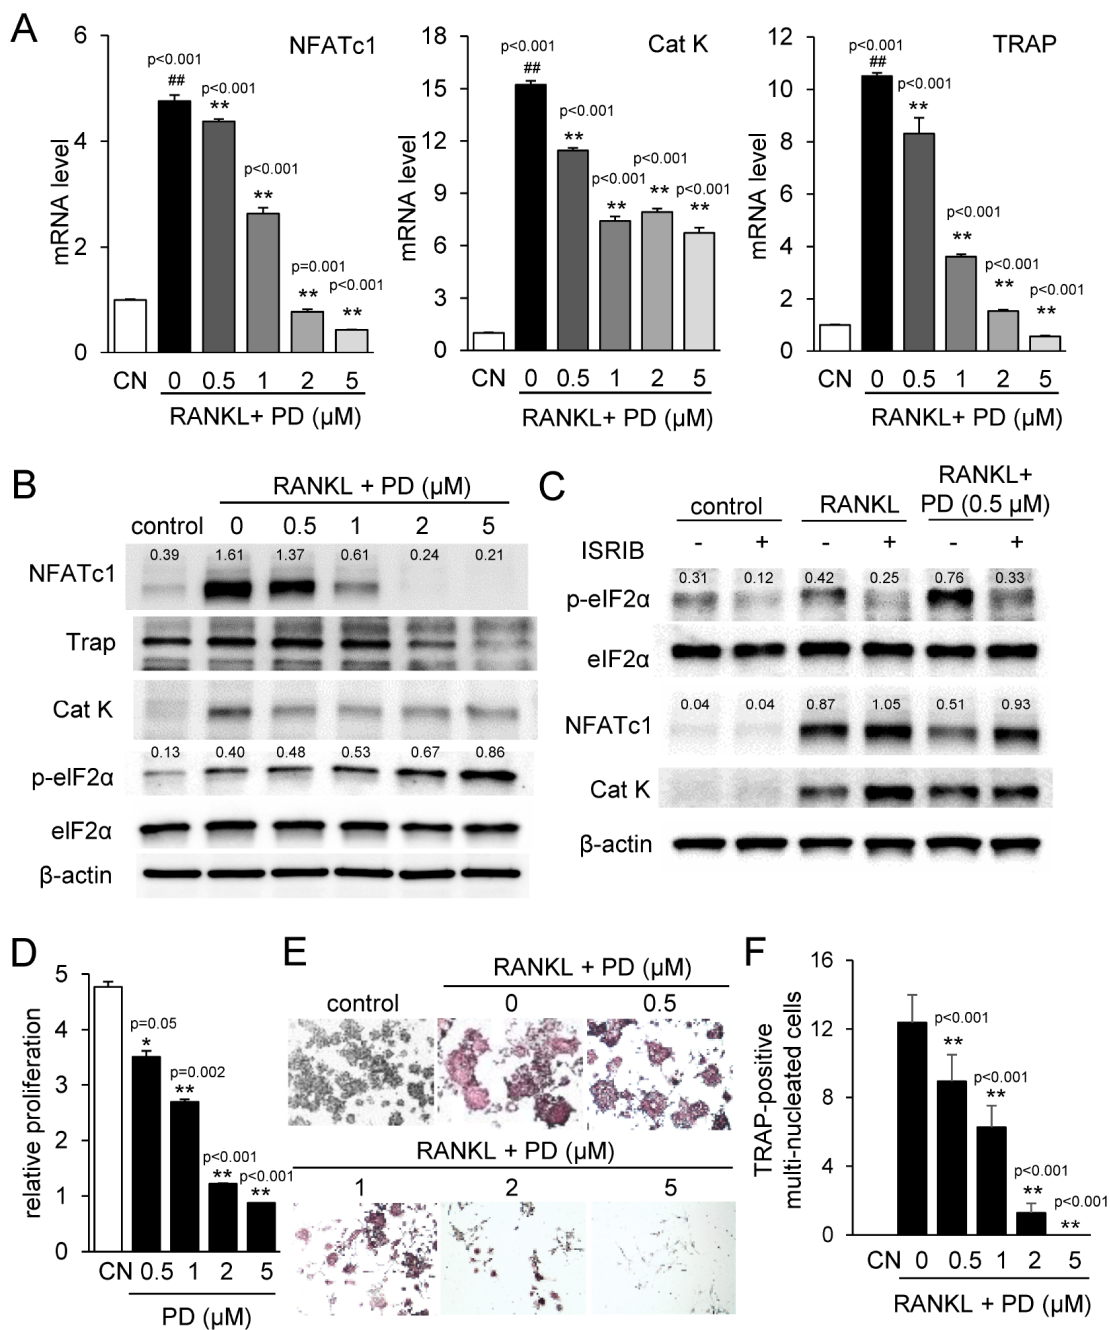 A
NFATc1
mRNA level
6
4
2
0
p<0.001
##
p<0.001
**
p<0.001
**
p=0.001
**
p<0.001
**
CN 0 0.5 1 2 5
RANKL+ PD (μM)
Cat K
mRNA level
18
15
12
9
6
3
0
p<0.001
##
p<0.001
**
p<0.001
**
p<0.001
**
p<0.001
**
CN 0 0.5 1 2 5
RANKL+ PD (μM)
TRAP
mRNA level
12
10
8
6
4
2
0
p<0.001
##
p<0.001
**
p<0.001
**
p<0.001
**
p<0.001
**
CN 0 0.5 1 2 5
RANKL+ PD (μM)
B
RANKL + PD (μM)
control 0 0.5 1 2 5
0.39 1.61 1.37 0.61 0.24 0.21
NFATc1
Trap
Cat K
0.13 0.40 0.48 0.53 0.67 0.86
p-eIF2α
eIF2α
β-actin
C
control RANKL RANKL+
PD (0.5 μM)
ISRIB - + - + - +
0.31 0.12 0.42 0.25 0.76 0.33
p-eIF2α
eIF2α
0.04 0.04 0.87 1.05 0.51 0.93
NFATc1
Cat K
β-actin
D
relative proliferation
5
4
3
2
1
0
p=0.05
*
p=0.002
**
p<0.001
**
p<0.001
**
CN 0.5 1 2 5
PD (μM)
E
RANKL + PD (μM)
control 0 0.5
RANKL + PD (μM)
1 2 5
F
TRAP-positive
multi-nucleated cells
16
12
8
4
0
p<0.001
**
p<0.001
**
p<0.001
**
p<0.001
**
CN 0 0.5 1 2 5
RANKL + PD (μM)